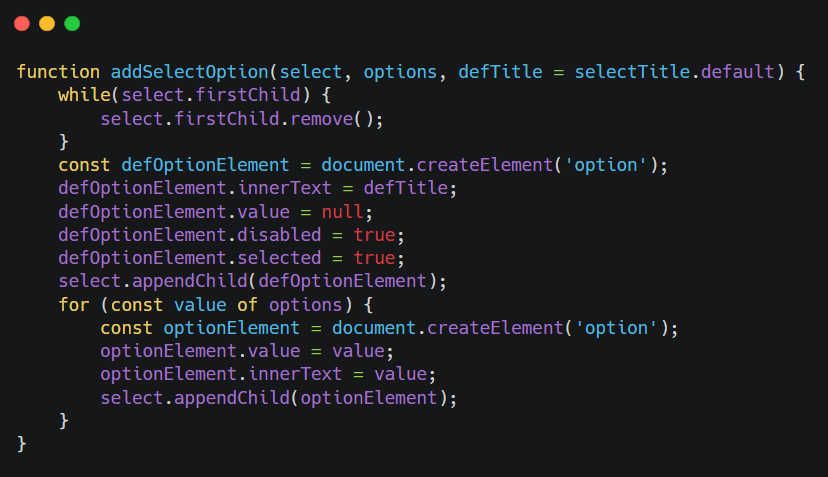 function addSelectOption(select, options, defTitle = selectTitle.default) {
    while(select.firstChild) {
        select.firstChild.remove();
    }
    const defOptionElement = document.createElement('option');
    defOptionElement.innerText = defTitle;
    defOptionElement.value = null;
    defOptionElement.disabled = true;
    defOptionElement.selected = true;
    select.appendChild(defOptionElement);
    for (const value of options) {
        const optionElement = document.createElement('option');
        optionElement.value = value;
        optionElement.innerText = value;
        select.appendChild(optionElement);
    }
}